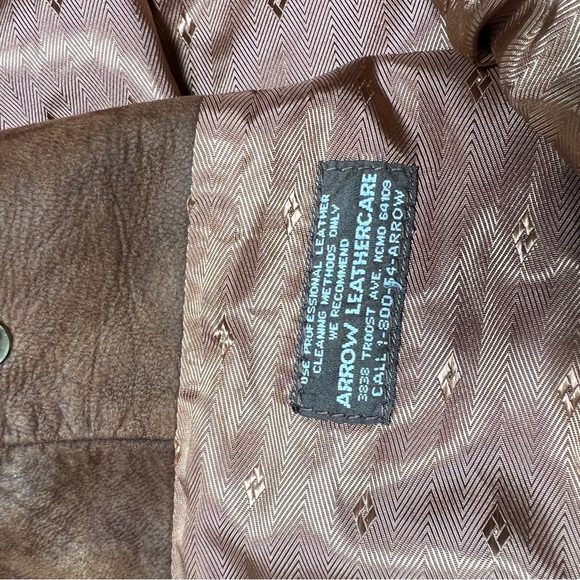 USE PROFESSIONAL LEATHER
CLEANING METHODS ONLY
WE RECOMMEND
ARROW LEATHERCARE
3838 TROOST AVE. KCMO 64109
CALL 1-800-54-ARROW